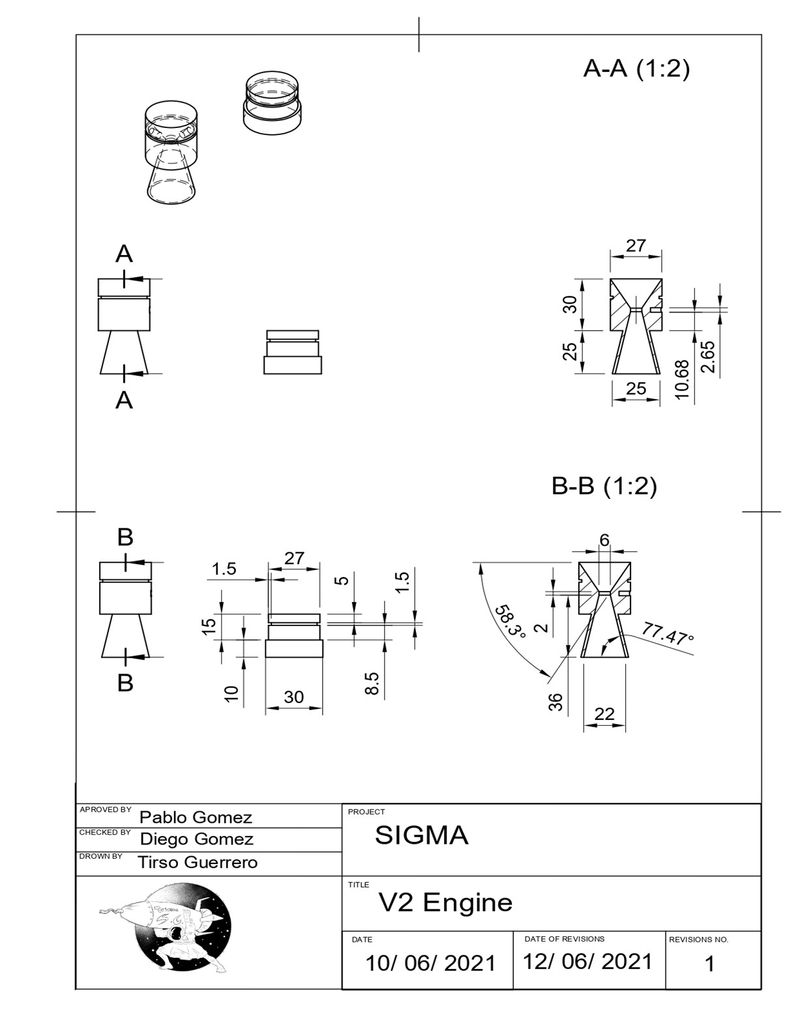 A-A (1:2)
A
A
27
30
25
25
10.68
2.65
B-B (1:2)
B
B
1.5
27
5
1.5
15
10
30
8.5
6
58.3°
2
77.47°
36
22
APROVED BY
Pablo Gomez
CHECKED BY
Diego Gomez
DROWN BY
Tirso Guerrero
PROJECT
SIGMA
TITLE
V2 Engine
DATE
10/ 06/ 2021
DATE OF REVISIONS
12/ 06/ 2021
REVISIONS NO.
1